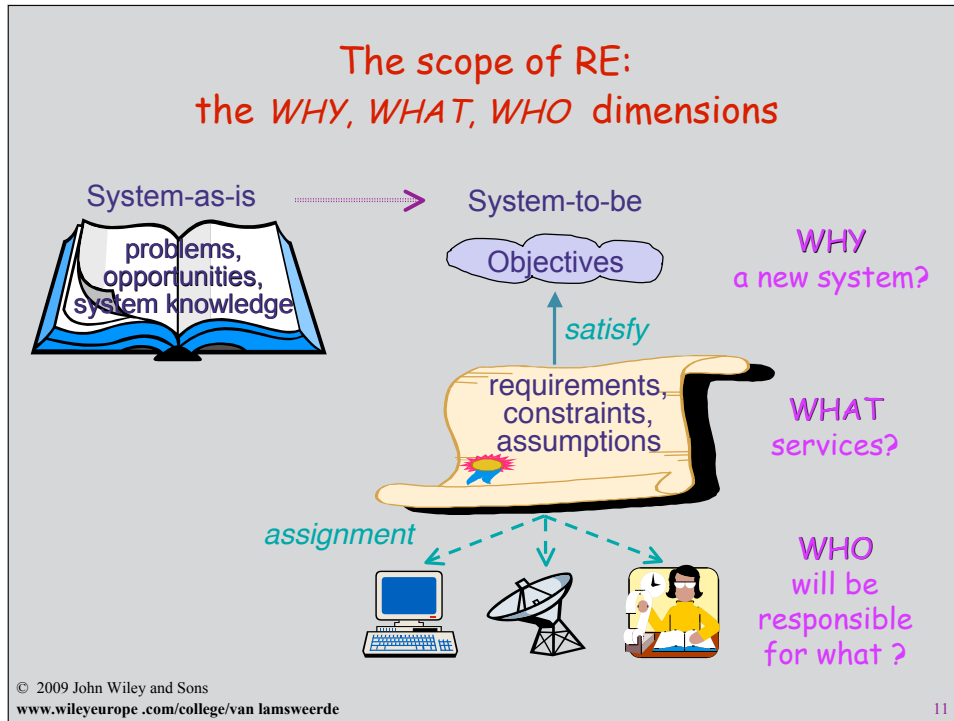 The scope of RE:
the WHY, WHAT, WHO dimensions
System-as-is
System-to-be
problems,
opportunities,
system knowledge
Objectives
WHY
a new system?
satisfy
requirements,
constraints,
assumptions
WHAT
services?
assignment
WHO
will be
responsible
for what ?
© 2009 John Wiley and Sons
www.wileyeurope .com/college/van lamsweerde
11